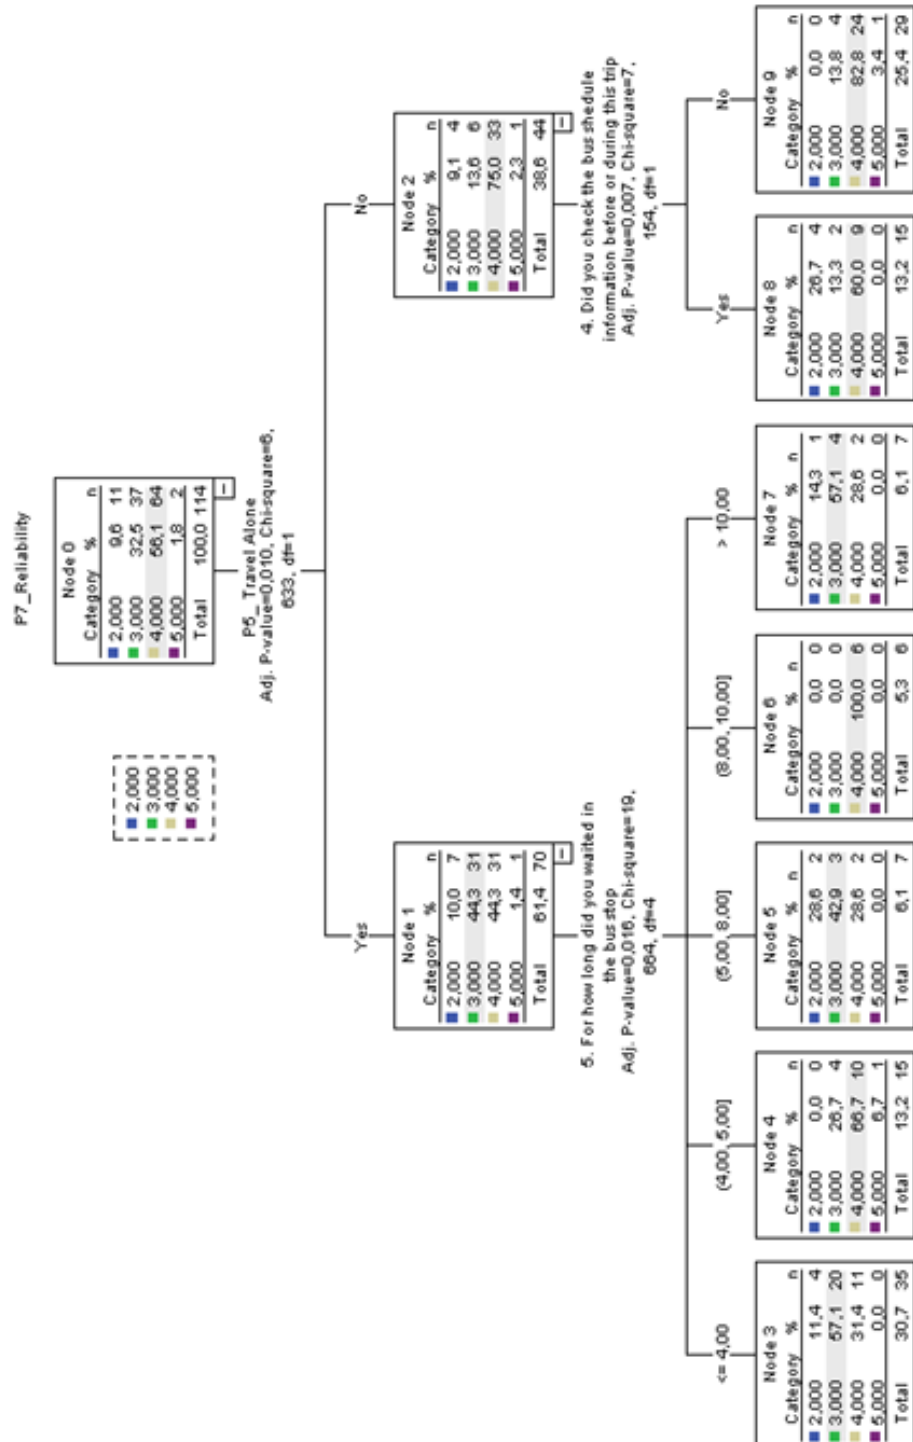 P7_Reliability
Node 0
Category % n
2,000 9,6 11
3,000 32,5 37
4,000 56,1 64
5,000 1,8 2
Total 100,0 114
2,000
3,000
4,000
5,000
P5_Travel Alone
Adj. P-value=0,010, Chi-square=6,
633, df=1
Yes
No
Node 1
Category % n
2,000 10,0 7
3,000 44,3 31
4,000 44,3 31
5,000 1,4 1
Total 61,4 70
Node 2
Category % n
2,000 9,1 4
3,000 13,6 6
4,000 75,0 33
5,000 2,3 1
Total 38,6 44
5. For how long did you waited in
the bus stop
Adj. P-value=0,016, Chi-square=19,
664, df=4
4. Did you check the bus shedule
information before or during this trip
Adj. P-value=0,007, Chi-square=7,
154, df=1
<= 4,00
(4,00, 5,00]
(5,00, 8,00]
(8,00, 10,00]
> 10,00
Yes
No
Node 3
Category % n
2,000 11,4 4
3,000 57,1 20
4,000 31,4 11
5,000 0,0 0
Total 30,7 35
Node 4
Category % n
2,000 0,0 0
3,000 26,7 4
4,000 66,7 10
5,000 6,7 1
Total 13,2 15
Node 5
Category % n
2,000 28,6 2
3,000 42,9 3
4,000 28,6 2
5,000 0,0 0
Total 6,1 7
Node 6
Category % n
2,000 0,0 0
3,000 0,0 0
4,000 100,0 6
5,000 0,0 0
Total 5,3 6
Node 7
Category % n
2,000 14,3 1
3,000 57,1 4
4,000 28,6 2
5,000 0,0 0
Total 6,1 7
Node 8
Category % n
2,000 26,7 4
3,000 13,3 2
4,000 60,0 9
5,000 0,0 0
Total 13,2 15
Node 9
Category % n
2,000 0,0 0
3,000 13,8 4
4,000 82,8 24
5,000 3,4 1
Total 25,4 29